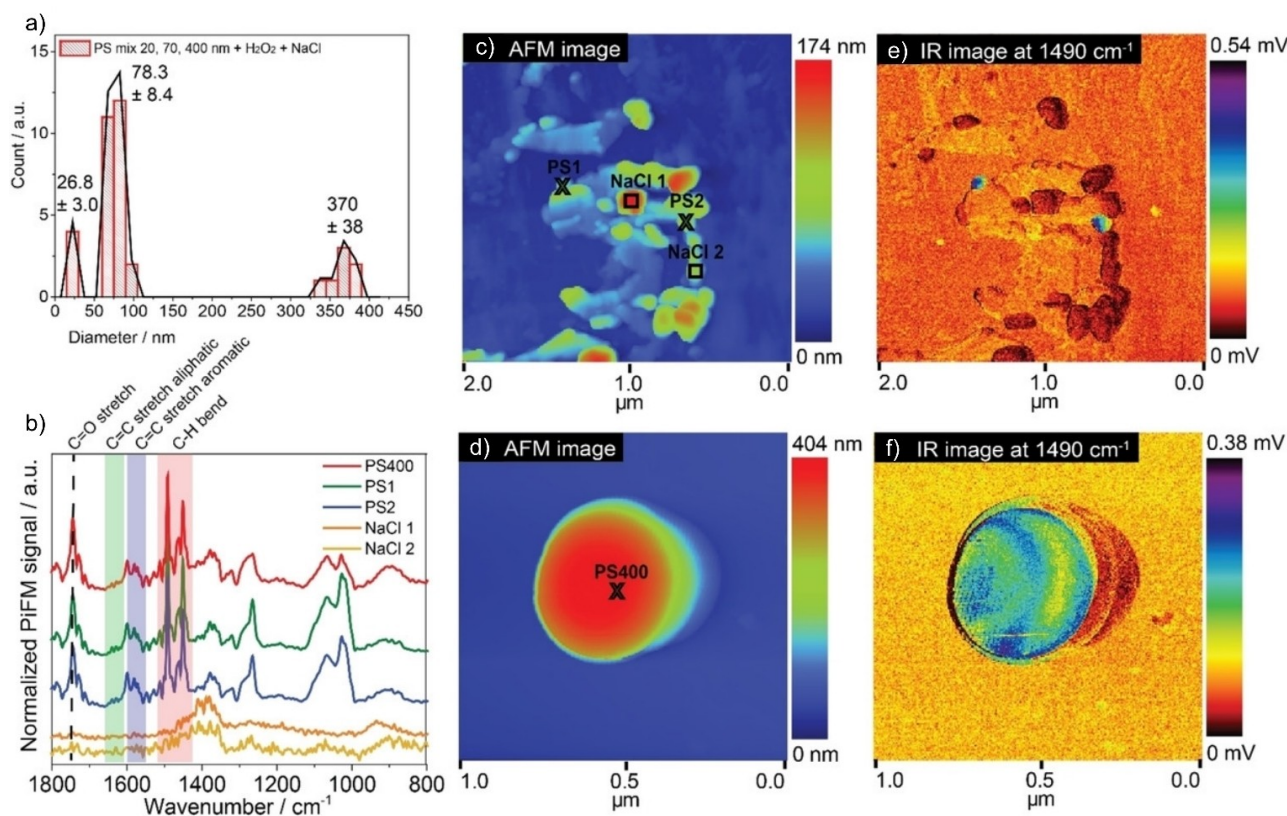 a)
PS mix 20, 70, 400 nm + H₂O₂ + NaCl
15
10
5
0
Count / a.u.
26.8
± 3.0
78.3
± 8.4
370
± 38
0 50 100 150 200 250 300 350 400 450
Diameter / nm
b)
C=O stretch
C=C stretch aliphatic
C=C stretch aromatic
C-H bend
PS400
PS1
PS2
NaCl 1
NaCl 2
Normalized PiFM signal / a.u.
1800 1600 1400 1200 1000 800
Wavenumber / cm⁻¹
c) AFM image
174 nm
PS1
NaCl 1
PS2
NaCl 2
0 nm
2.0 1.0 0.0
µm
e) IR image at 1490 cm⁻¹
0.54 mV
0 mV
2.0 1.0 0.0
µm
d) AFM image
404 nm
PS400
0 nm
1.0 0.5 0.0
µm
f) IR image at 1490 cm⁻¹
0.38 mV
0 mV
1.0 0.5 0.0
µm